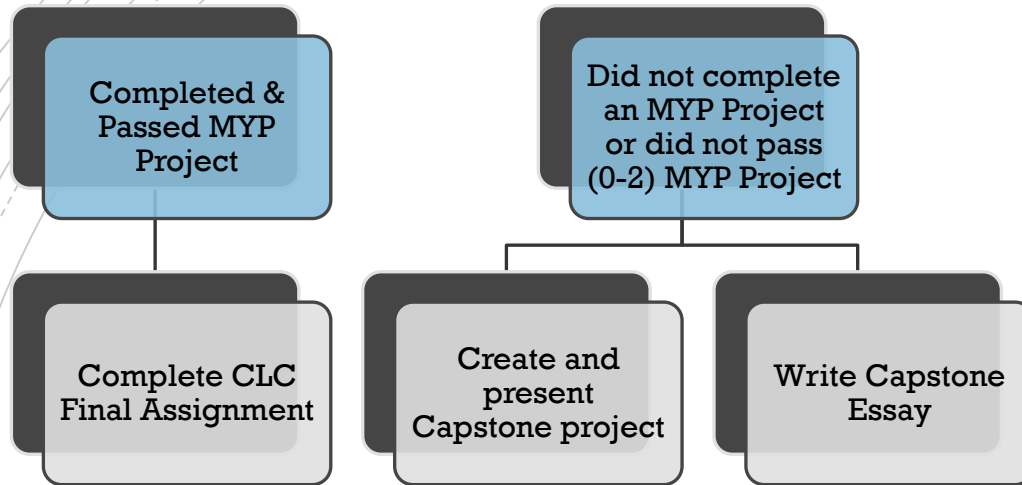 Completed &
Passed MYP
Project
Did not complete
an MYP Project
or did not pass
(0-2) MYP Project
Complete CLC
Final Assignment
Create and
present
Capstone project
Write Capstone
Essay